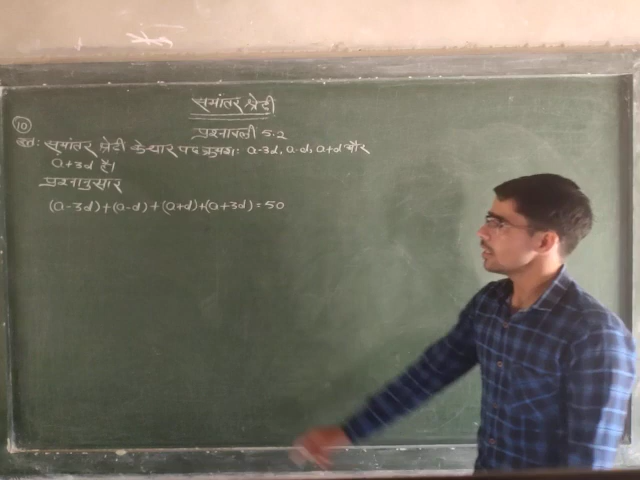 समांतर श्रेढ़ी
प्रश्नावली 5.2
(10)
हल: समांतर श्रेढ़ी के चार पद क्रमश: a-3d, a-d, a+d और
a+3d है।
प्रश्नानुसार
(a-3d)+(a-d)+(a+d)+(a+3d)=50